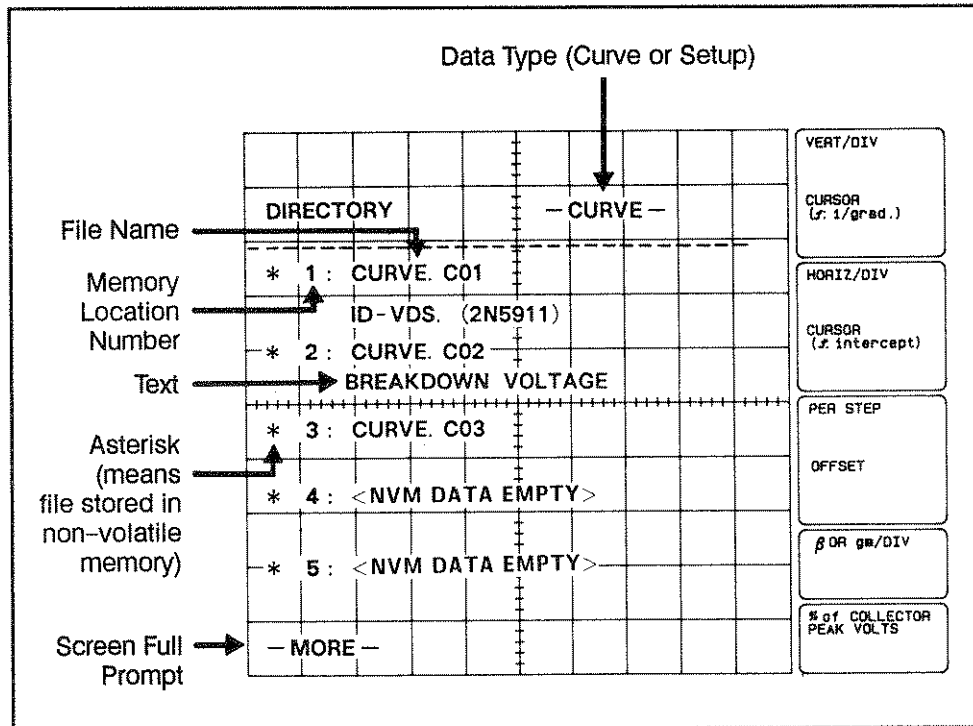 Data Type (Curve or Setup)
DIRECTORY
—CURVE—
File Name
* 1: CURVE. C01
Memory
Location
Number
ID-VDS. (2N5911)
* 2: CURVE. C02
Text
BREAKDOWN VOLTAGE
* 3: CURVE. C03
Asterisk
(means
file stored in
non-volatile
memory)
* 4: <NVM DATA EMPTY>
* 5: <NVM DATA EMPTY>
Screen Full
Prompt
—MORE—
VERT/DIV
CURSOR
(f: 1/grad.)
HORIZ/DIV
CURSOR
(f: intercept)
PER STEP
OFFSET
β OR gm/DIV
% of COLLECTOR
PEAK VOLTS